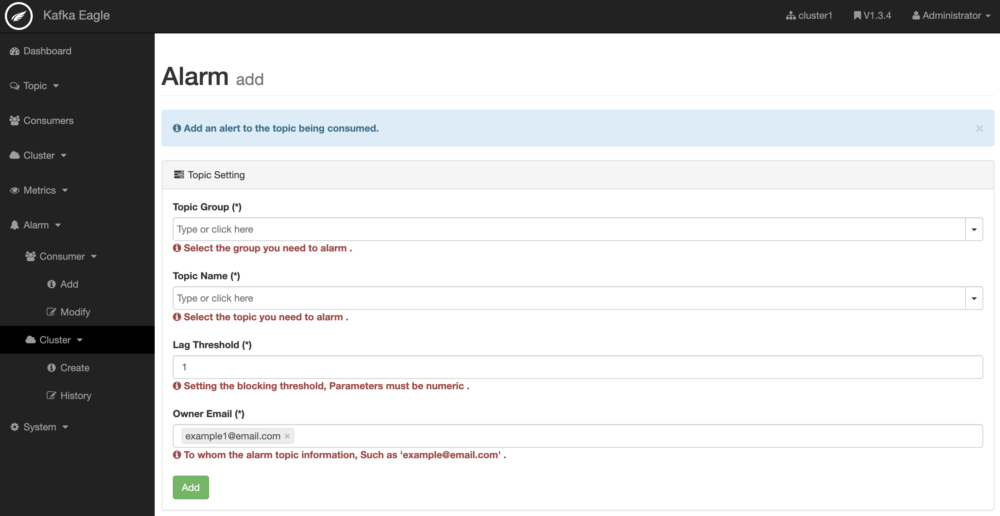 Kafka Eagle
cluster1 V1.3.4 Administrator
Dashboard
Topic
Consumers
Cluster
Metrics
Alarm
Consumer
Add
Modify
Cluster
Create
History
System
Alarm add
Add an alert to the topic being consumed.
×
Topic Setting
Topic Group (*)
Type or click here
Select the group you need to alarm .
Topic Name (*)
Type or click here
Select the topic you need to alarm .
Lag Threshold (*)
1
Setting the blocking threshold, Parameters must be numeric .
Owner Email (*)
example1@email.com ×
To whom the alarm topic information, Such as 'example@email.com' .
Add